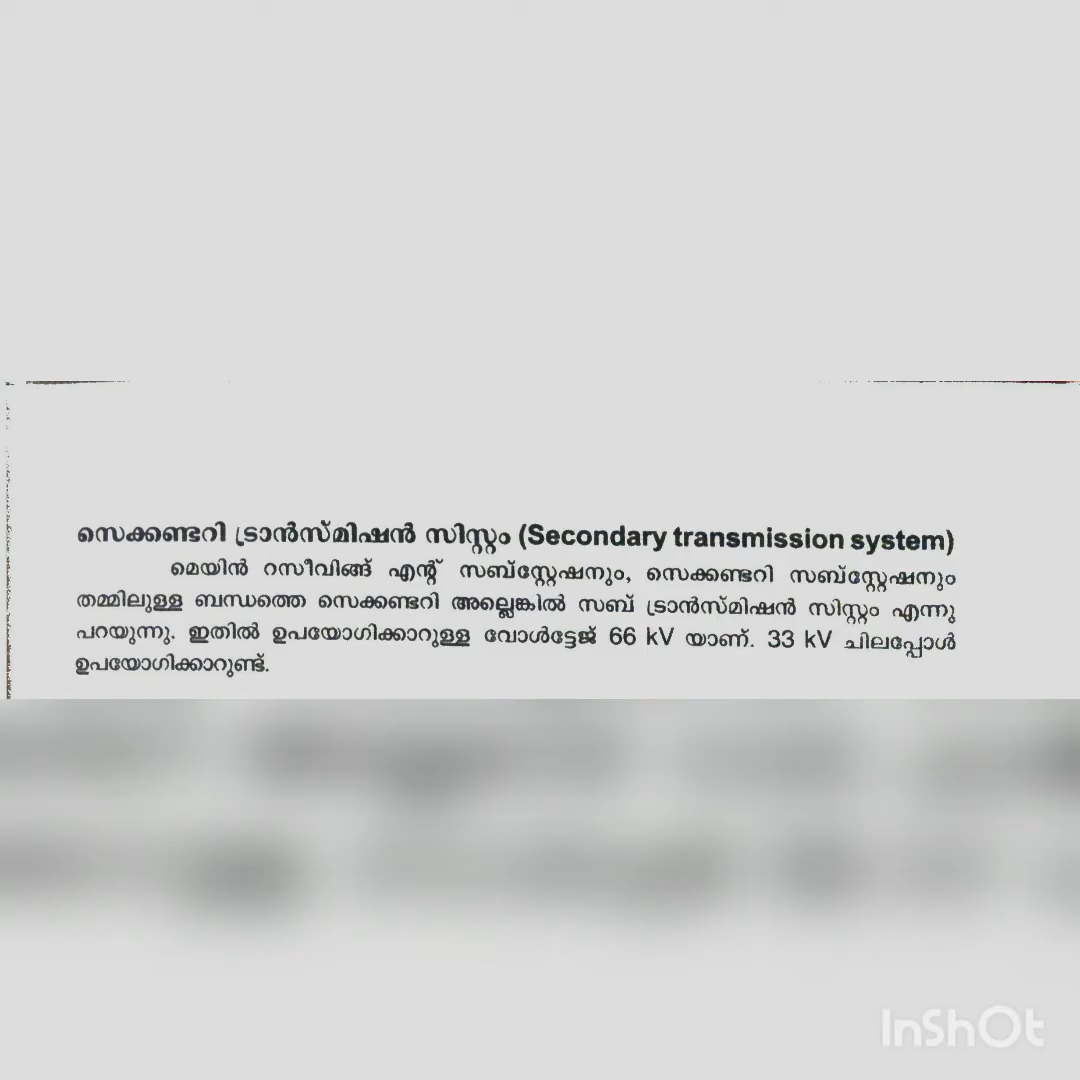 സെക്കണ്ടറി ട്രാൻസ്മിഷൻ സിസ്റ്റം (Secondary transmission system)
മെയിൻ റസീവിങ്ങ് എന്റ് സബ്സ്റ്റേഷനും, സെക്കണ്ടറി സബ്സ്റ്റേഷനും
തമ്മിലുള്ള ബന്ധത്തെ സെക്കണ്ടറി അല്ലെങ്കിൽ സബ് ട്രാൻസ്മിഷൻ സിസ്റ്റം എന്നു
പറയുന്നു. ഇതിൽ ഉപയോഗിക്കാറുള്ള വോൾട്ടേജ് 66 kV യാണ്. 33 kV ചിലപ്പോൾ
ഉപയോഗിക്കാറുണ്ട്.
InShOt